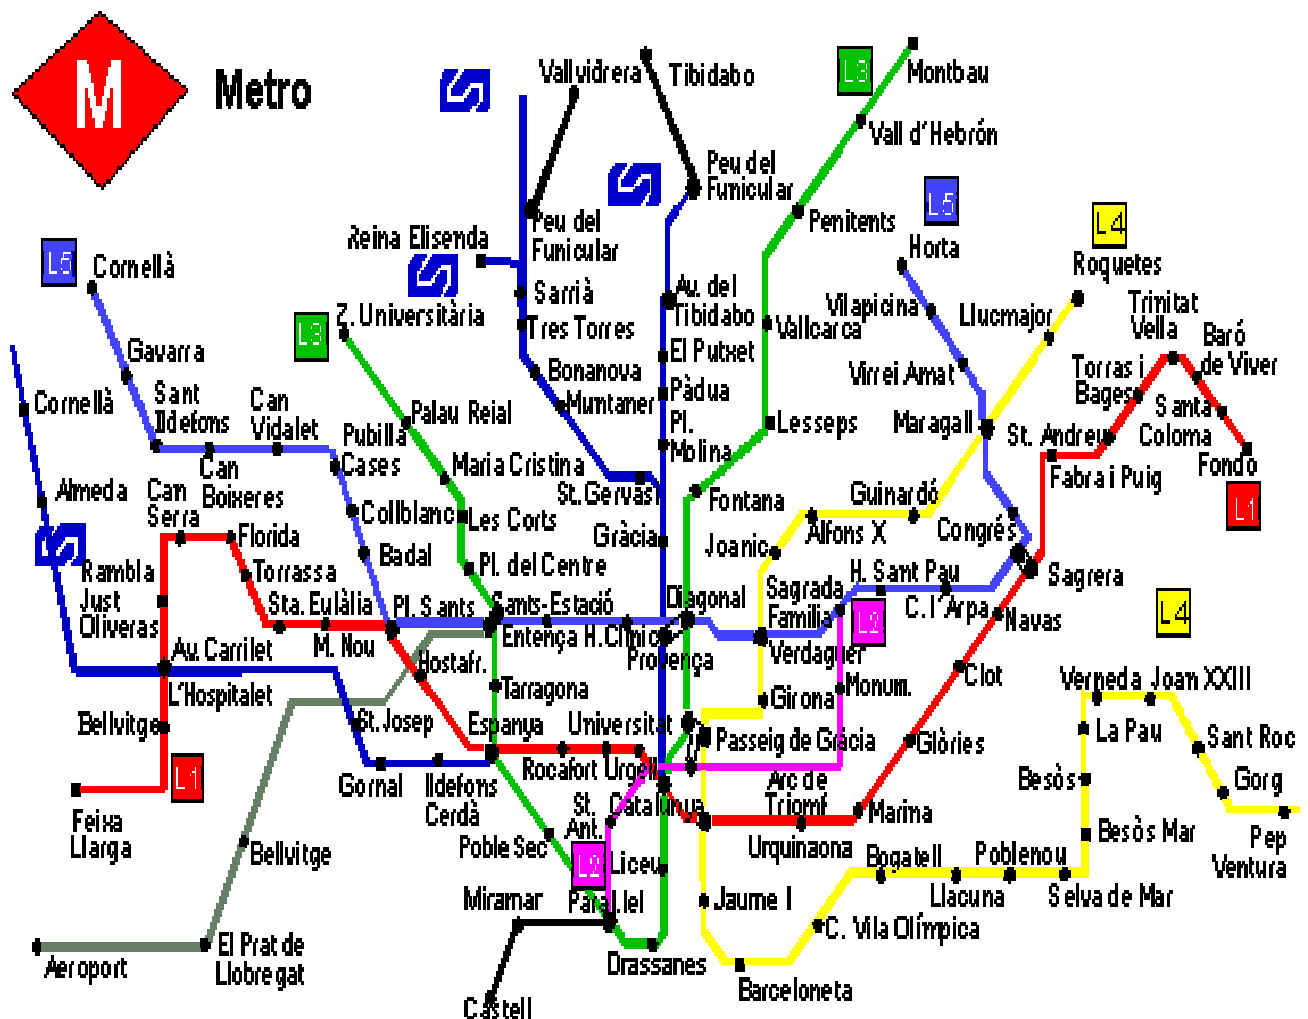 M
Metro
Vallvidrera
Tibidabo
L3
Montbau
Vall d'Hebrón
Peu del
Funicular
Penitents
L5
Horta
L4
Roquetes
Reina Elisenda
Peu del
Funicular
L5
Cornellà
Sarrià
Av. del
Tibidabo
Vilapicina
Llucmajor
Trinitat
Vella
Baró
de Viver
L3
Z. Universitària
Tres Torres
Vallcarca
Gavarra
El Putxet
Bonanova
Virrei Amat
Torras i
Bages
Cornellà
Sant
Ildefons
Can
Vidalet
Palau Reial
Muntaner
Pàdua
Pl.
Molina
Lesseps
Maragall
St. Andreu
Santa
Coloma
Pubilla
Cases
Can
Boixeres
Maria Cristina
St. Gervasi
Fontana
Fabra i Puig
Fondo
L1
Almeda
Can
Serra
Collblanc
Les Corts
Guinardó
Alfons X
Congrés
Florida
Badal
Gràcia
Joanic
Rambla
Just
Oliveras
Torrassa
Pl. del Centre
Sagrada
Familia
H. Sant Pau
Sagrera
Sta. Eulàlia
Pl. Sants
Sants-Estació
Diagonal
C. l'Arpa
Navas
L2
L4
M. Nou
Entença
H. Clínic
Provença
Verdaguer
Av. Carrilet
L'Hospitalet
Hostafr.
Tarragona
Girona
Monum.
Clot
Verneda
Joan XXIII
Bellvitge
St. Josep
Espanya
Universitat
Passeig de Gràcia
Glòries
La Pau
Sant Roc
L1
Gornal
Ildefons
Cerdà
Rocafort
Urgell
Arc de
Triomf
Besòs
Gorg
Feixa
Llarga
St.
Ant.
Catalunya
Marina
Besòs Mar
Pep
Ventura
Bellvitge
Poble Sec
Urquinaona
L2
Liceu
Bogatell
Poblenou
Llacuna
Selva de Mar
Miramar
Paral.lel
Jaume I
C. Vila Olímpica
Aeroport
El Prat de
Llobregat
Drassanes
Barceloneta
Castell